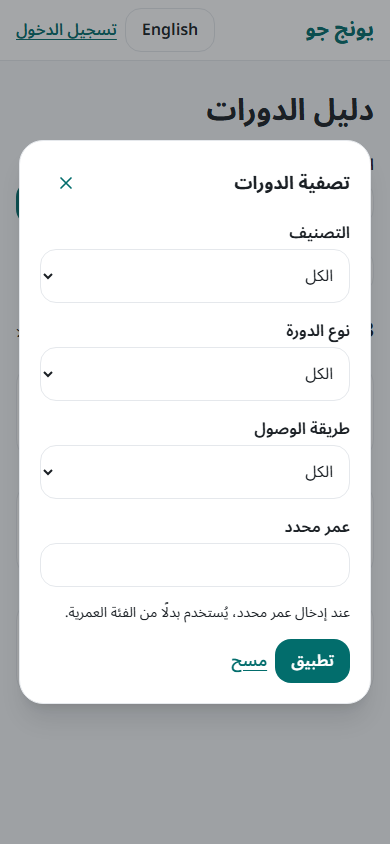 يونج جو
English
تسجيل الدخول
دليل الدورات
تصفية الدورات
التصنيف
الكل
نوع الدورة
الكل
طريقة الوصول
الكل
عمر محدد
عند إدخال عمر محدد، يُستخدم بدلًا من الفئة العمرية.
تطبيق
مسح